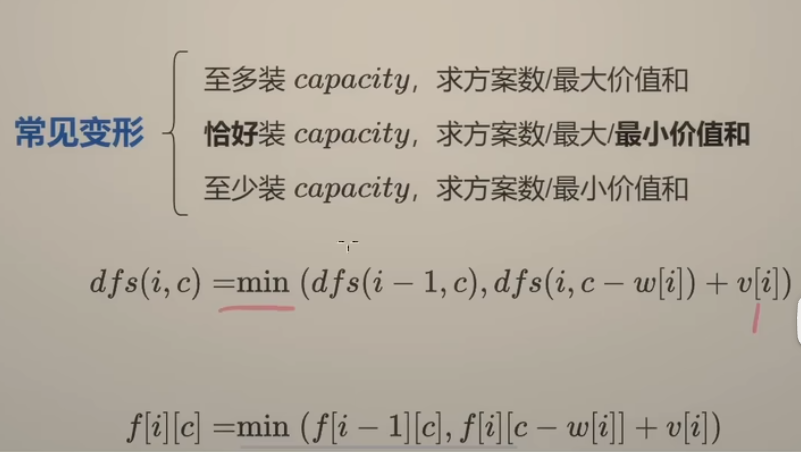 常见变形
至多装 capacity，求方案数/最大价值和
恰好装 capacity，求方案数/最大/最小价值和
至少装 capacity，求方案数/最小价值和
dfs(i, c) =min (dfs(i − 1, c), dfs(i, c − w[i]) + v[i])
f[i][c] =min (f[i − 1][c], f[i][c − w[i]] + v[i])